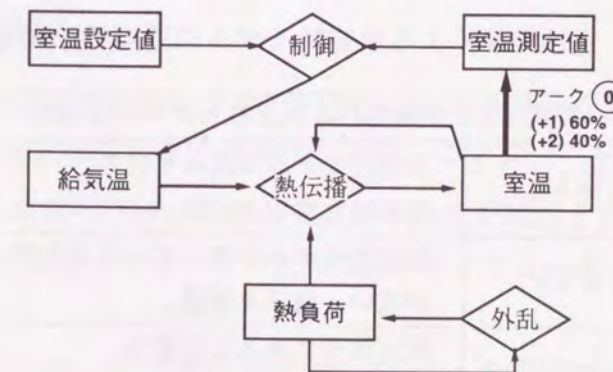 室温設定値
制御
室温測定値
アーク 0
(+1) 60%
(+2) 40%
給気温
熱伝播
室温
熱負荷
外乱